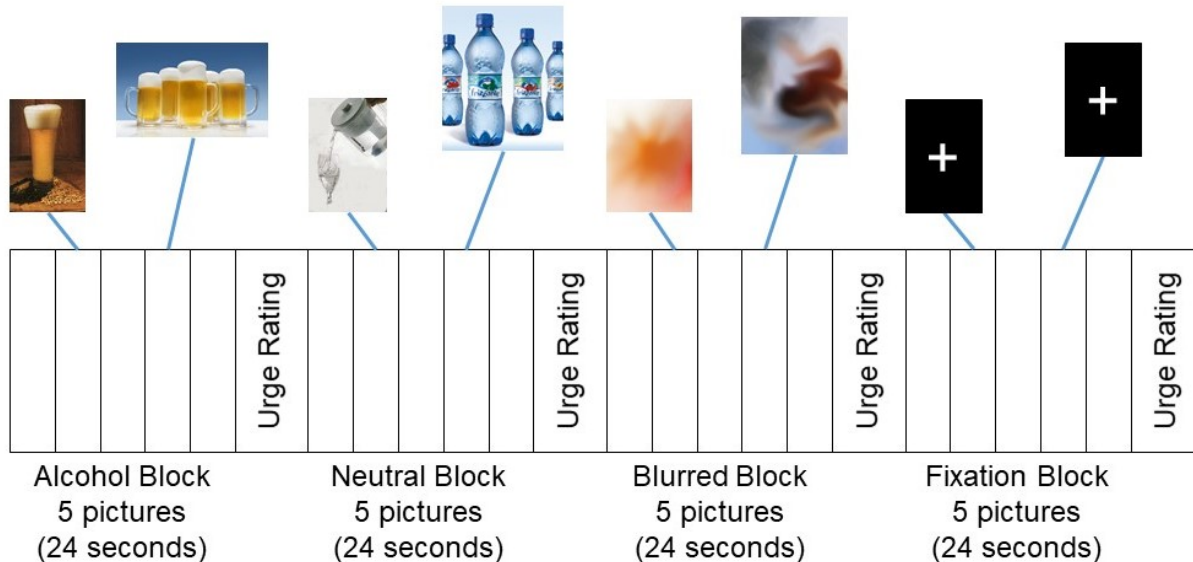 Urge Rating
Urge Rating
Urge Rating
Urge Rating
Alcohol Block
5 pictures
(24 seconds)
Neutral Block
5 pictures
(24 seconds)
Blurred Block
5 pictures
(24 seconds)
Fixation Block
5 pictures
(24 seconds)